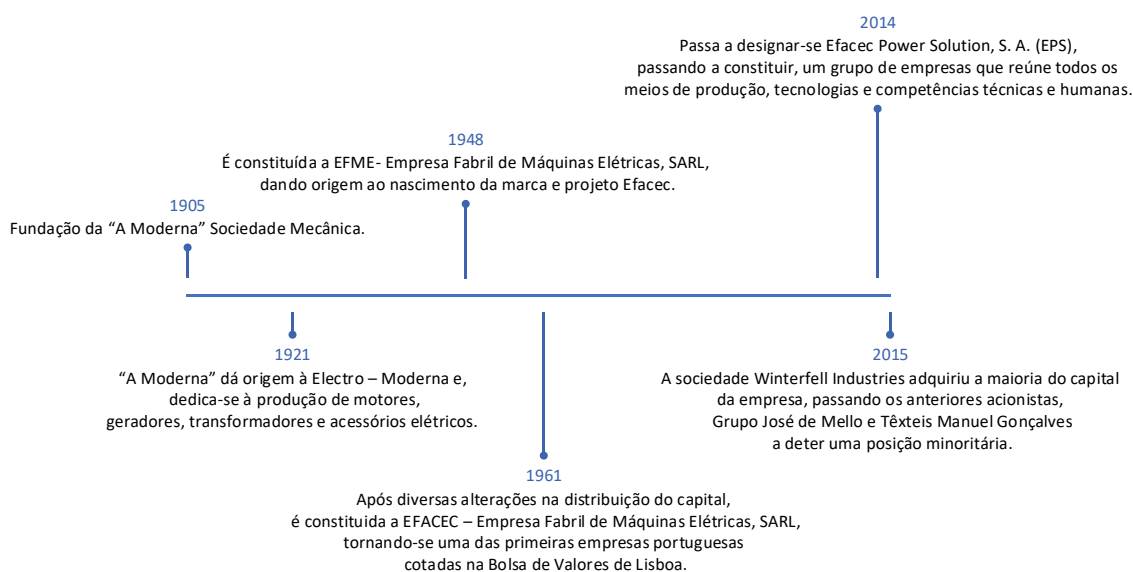 2014
Passa a designar-se Efacec Power Solution, S. A. (EPS),
passando a constituir, um grupo de empresas que reúne todos os
meios de produção, tecnologias e competências técnicas e humanas.
1948
É constituída a EFME- Empresa Fabril de Máquinas Elétricas, SARL,
dando origem ao nascimento da marca e projeto Efacec.
1905
Fundação da “A Moderna” Sociedade Mecânica.
1921
“A Moderna” dá origem à Electro – Moderna e,
dedica-se à produção de motores,
geradores, transformadores e acessórios elétricos.
2015
A sociedade Winterfell Industries adquiriu a maioria do capital
da empresa, passando os anteriores acionistas,
Grupo José de Mello e Têxteis Manuel Gonçalves
a deter uma posição minoritária.
1961
Após diversas alterações na distribuição do capital,
é constituida a EFACEC – Empresa Fabril de Máquinas Elétricas, SARL,
tornando-se uma das primeiras empresas portuguesas
cotadas na Bolsa de Valores de Lisboa.